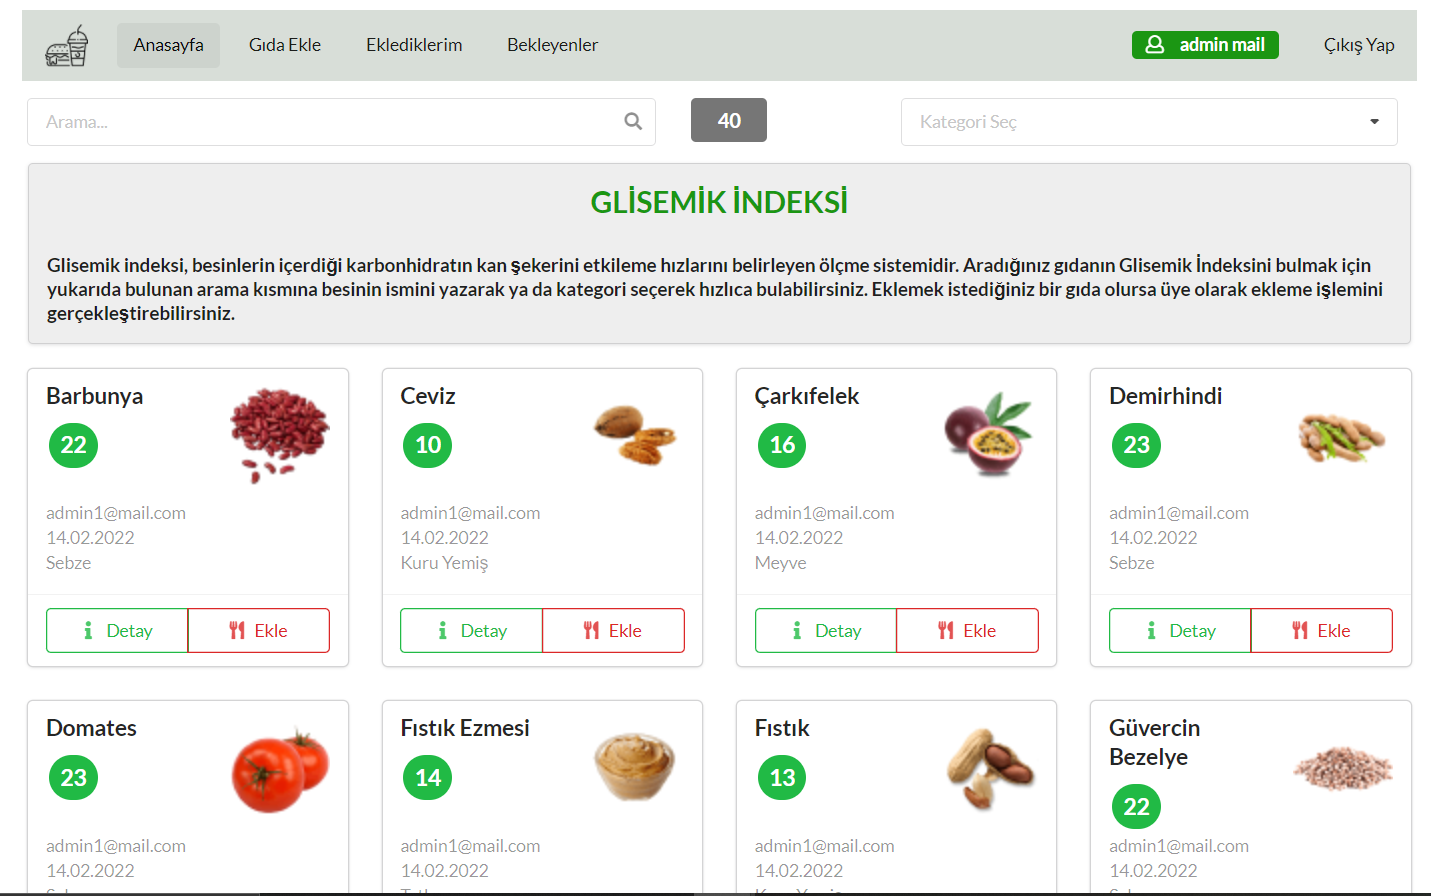 Anasayfa Gıda Ekle Eklediklerim Bekleyenler admin mail Çıkış Yap
Arama... 40 Kategori Seç
GLİSEMİK İNDEKSİ
Glisemik indeksi, besinlerin içerdiği karbonhidratın kan şekerini etkileme hızlarını belirleyen ölçme sistemidir. Aradığınız gıdanın Glisemik İndeksini bulmak için
yukarıda bulunan arama kısmına besinin ismini yazarak ya da kategori seçerek hızlıca bulabilirsiniz. Eklemek istediğiniz bir gıda olursa üye olarak ekleme işlemini
gerçekleştirebilirsiniz.
Barbunya
22
admin1@mail.com
14.02.2022
Sebze
Detay Ekle
Ceviz
10
admin1@mail.com
14.02.2022
Kuru Yemiş
Detay Ekle
Çarkıfelek
16
admin1@mail.com
14.02.2022
Meyve
Detay Ekle
Demirhindi
23
admin1@mail.com
14.02.2022
Sebze
Detay Ekle
Domates
23
admin1@mail.com
14.02.2022
Fıstık Ezmesi
14
admin1@mail.com
14.02.2022
Fıstık
13
admin1@mail.com
14.02.2022
Güvercin
Bezelye
22
admin1@mail.com
14.02.2022